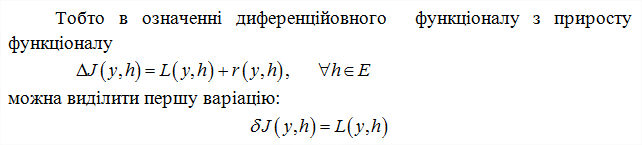 Тобто в означенні диференційовного функціоналу з приросту
функціоналу
ΔJ(y,h)=L(y,h)+r(y,h), ∀h∈E
можна виділити першу варіацію:
δJ(y,h)=L(y,h)